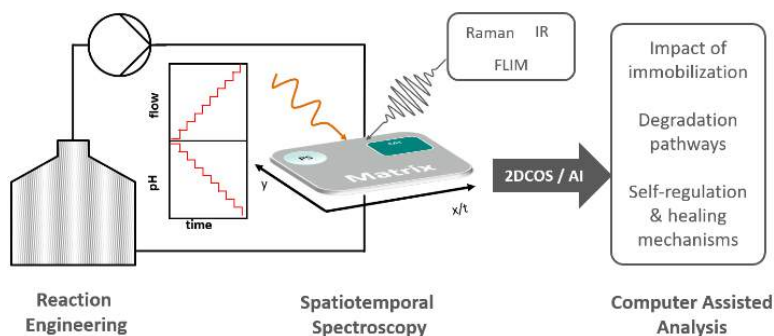 Raman IR
FLIM
flow
pH
time
PS
Matrix
y
x/t
2DCOS / AI
Impact of
immobilization
Degradation
pathways
Self-regulation
& healing
mechanisms
Reaction
Engineering
Spatiotemporal
Spectroscopy
Computer Assisted
Analysis